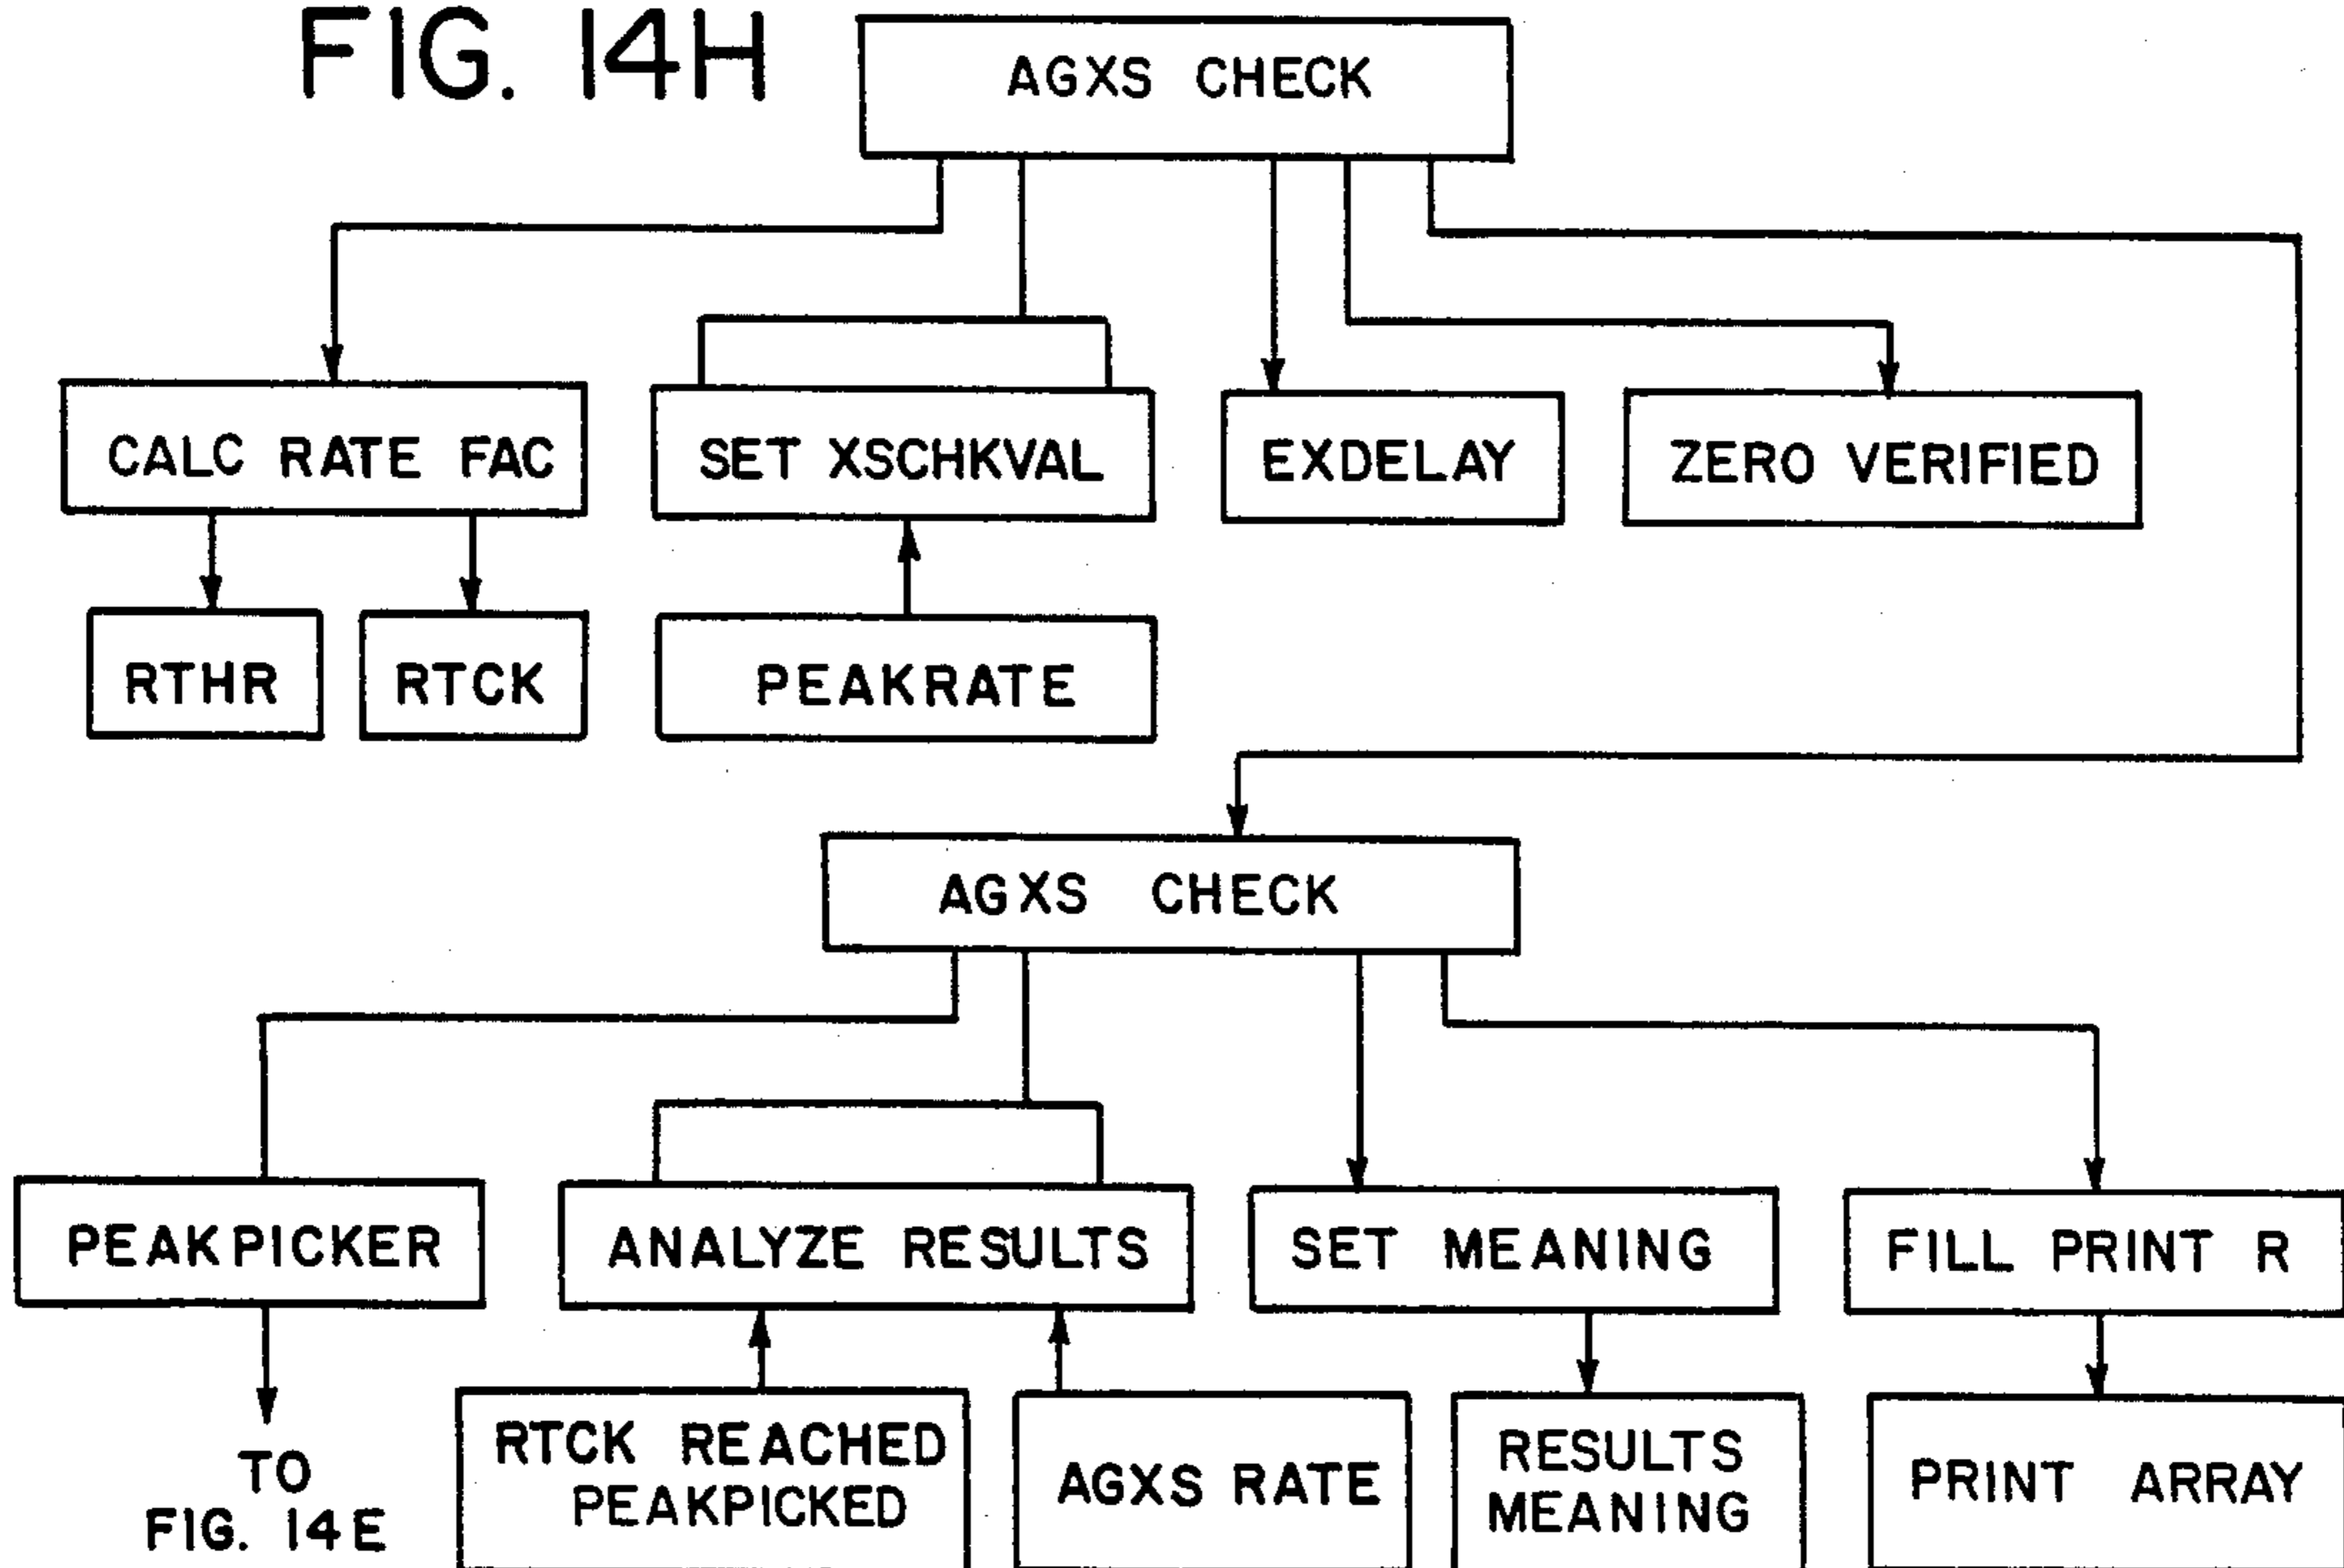 FIG. 14H
AGXS CHECK
CALC RATE FAC
SET XSCHKVAL
EXDELAY
ZERO VERIFIED
RTHR
RTCK
PEAKRATE
AGXS CHECK
PEAKPICKER
ANALYZE RESULTS
SET MEANING
FILL PRINT R
TO
FIG. 14E
RTCK REACHED
PEAKPICKED
AGXS RATE
RESULTS
MEANING
PRINT ARRAY